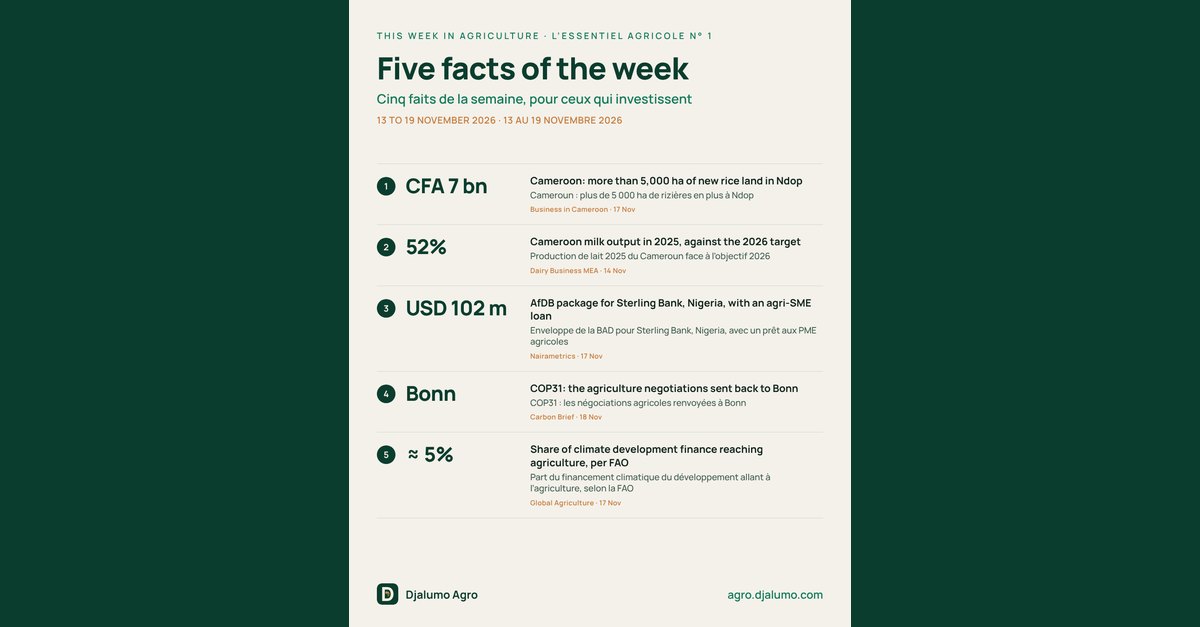 THIS WEEK IN AGRICULTURE · L'ESSENTIEL AGRICOLE N° 1
Five facts of the week
Cinq faits de la semaine, pour ceux qui investissent
13 TO 19 NOVEMBER 2026 · 13 AU 19 NOVEMBRE 2026
1 CFA 7 bn
Cameroon: more than 5,000 ha of new rice land in Ndop
Cameroun : plus de 5 000 ha de rizières en plus à Ndop
Business in Cameroon · 17 Nov
2 52%
Cameroon milk output in 2025, against the 2026 target
Production de lait 2025 du Cameroun face à l'objectif 2026
Dairy Business MEA · 14 Nov
3 USD 102 m
AfDB package for Sterling Bank, Nigeria, with an agri-SME
loan
Enveloppe de la BAD pour Sterling Bank, Nigeria, avec un prêt aux PME
agricoles
Nairametrics · 17 Nov
4 Bonn
COP31: the agriculture negotiations sent back to Bonn
COP31 : les négociations agricoles renvoyées à Bonn
Carbon Brief · 18 Nov
5 ≈ 5%
Share of climate development finance reaching
agriculture, per FAO
Part du financement climatique du développement allant à
l'agriculture, selon la FAO
Global Agriculture · 17 Nov
D Djalumo Agro
agro.djalumo.com